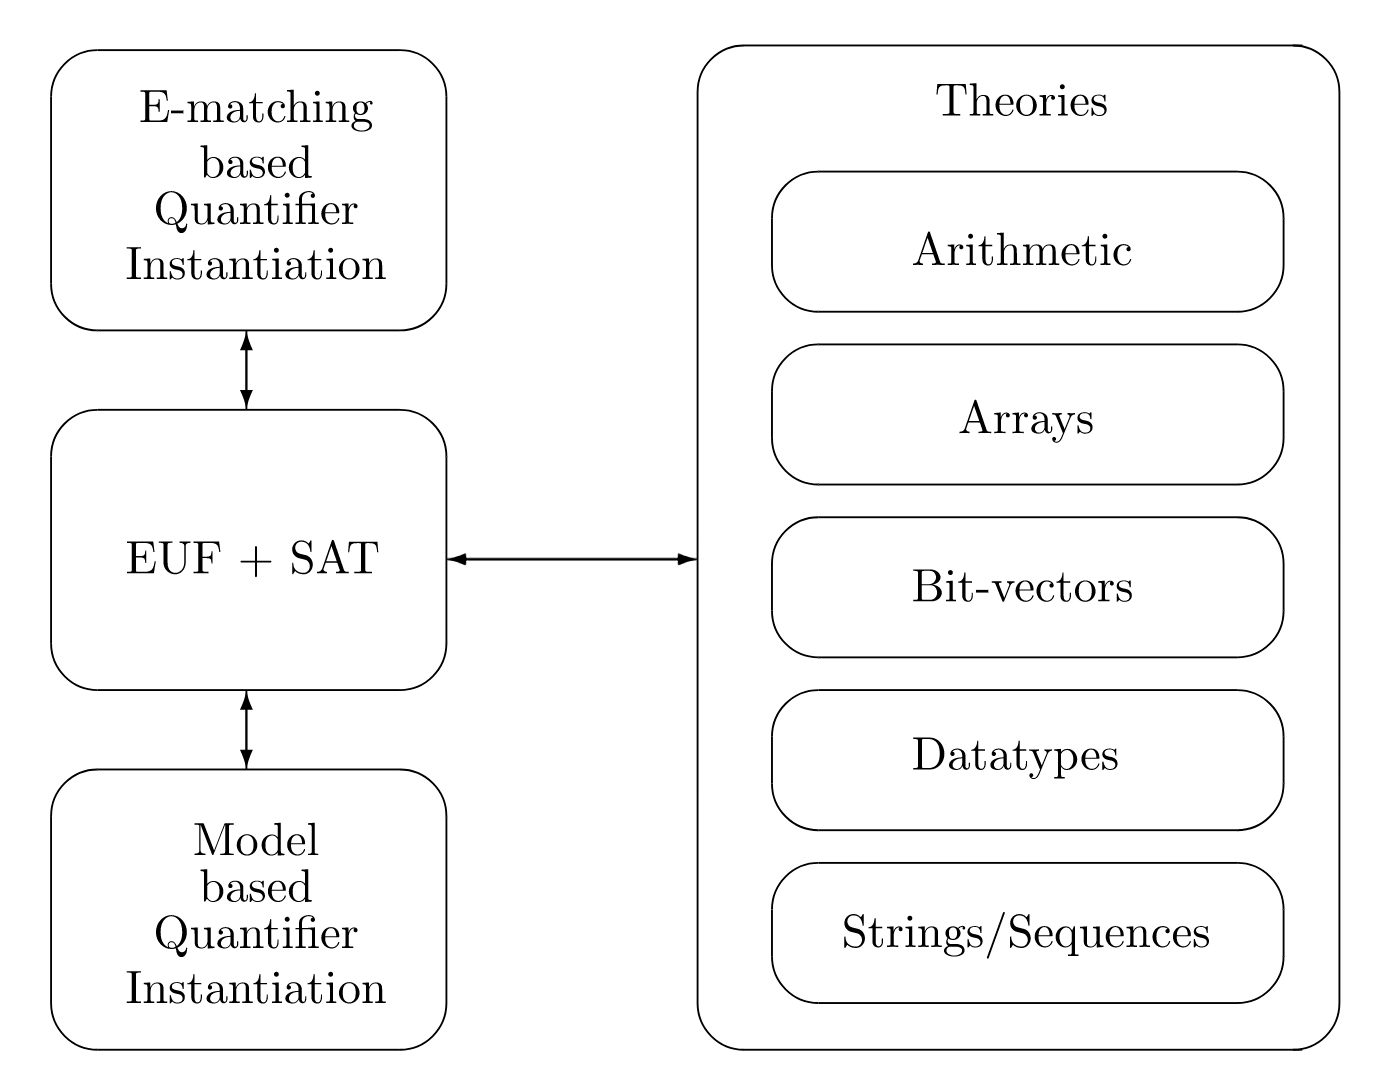 E-matching
based
Quantifier
Instantiation
EUF + SAT
Model
based
Quantifier
Instantiation
Theories
Arithmetic
Arrays
Bit-vectors
Datatypes
Strings/Sequences